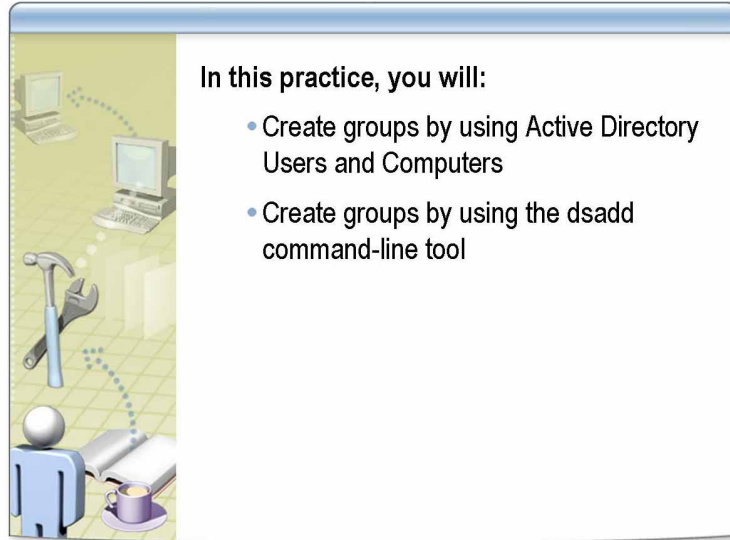 In this practice, you will:
• Create groups by using Active Directory
Users and Computers
• Create groups by using the dsadd
command-line tool